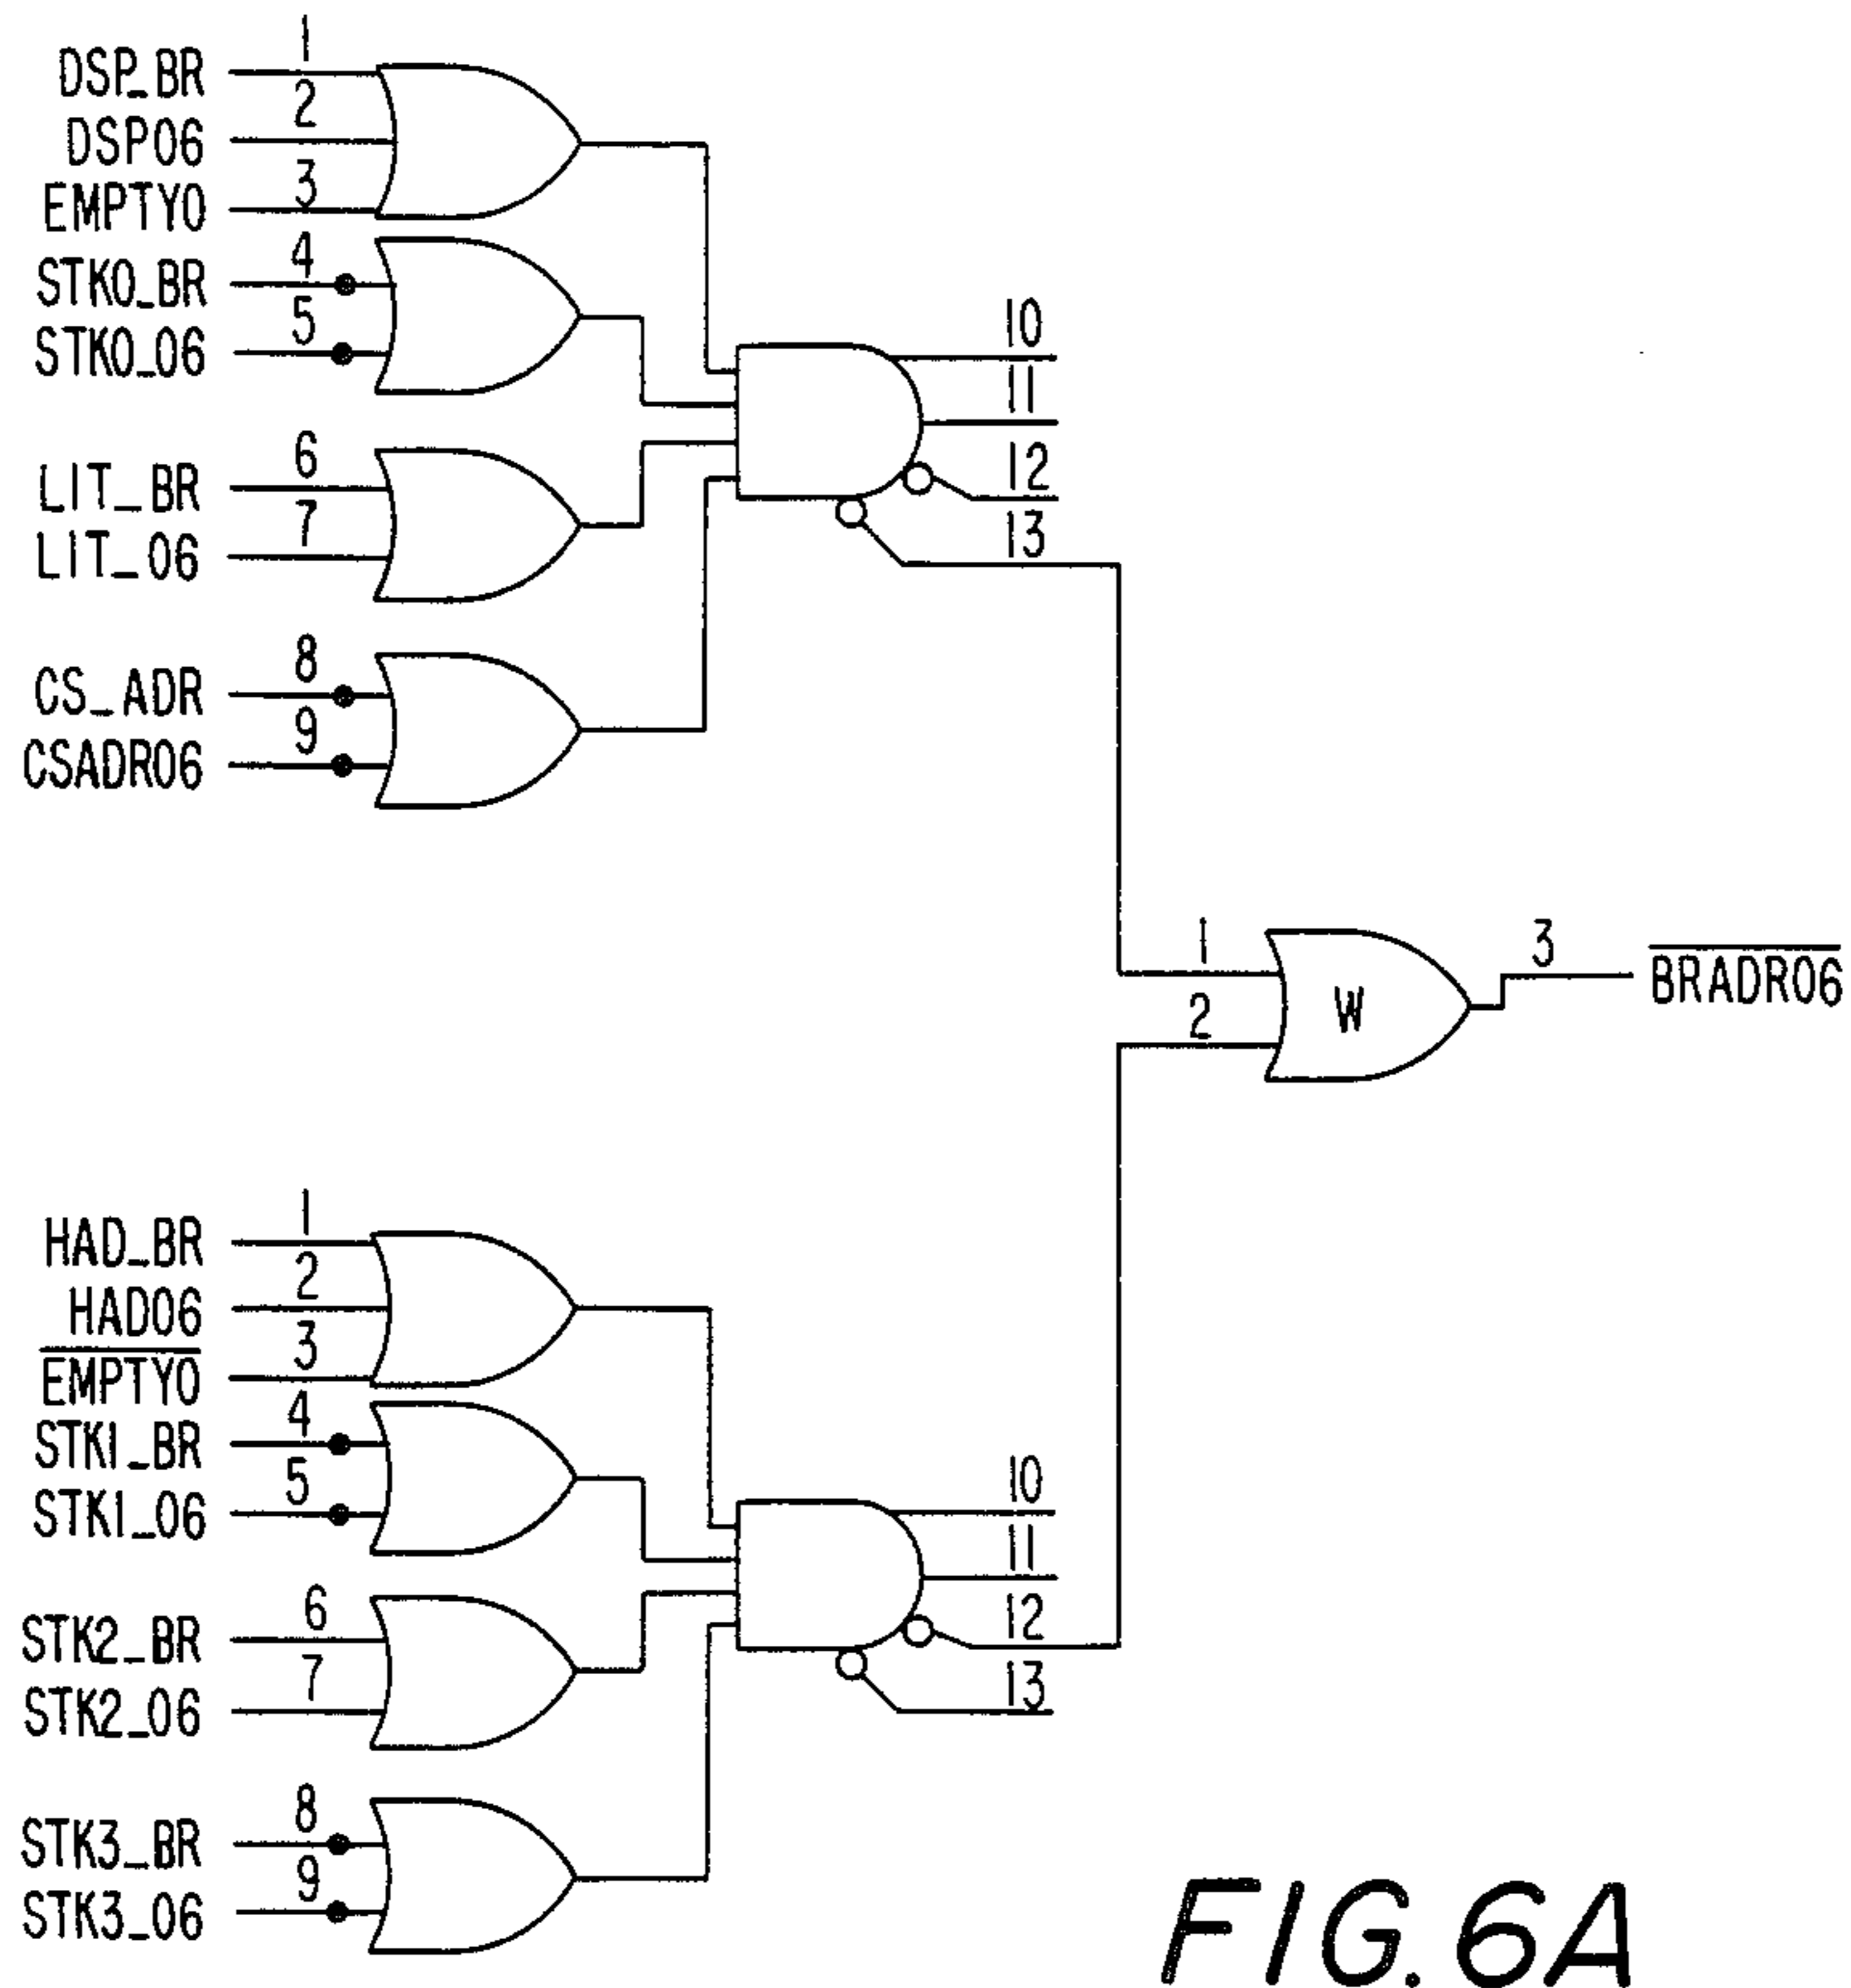 DSP_BR 1
DSP06 2
EMPTY0 3
STK0_BR 4
STK0_06 5
LIT_BR 6
LIT_06 7
CS_ADR 8
CSADR06 9
10
11
12
13
1
2
W
3
BRADR06
HAD_BR 1
HAD06 2
EMPTY0 3
STK1_BR 4
STK1_06 5
STK2_BR 6
STK2_06 7
STK3_BR 8
STK3_06 9
10
11
12
13
FIG. 6A